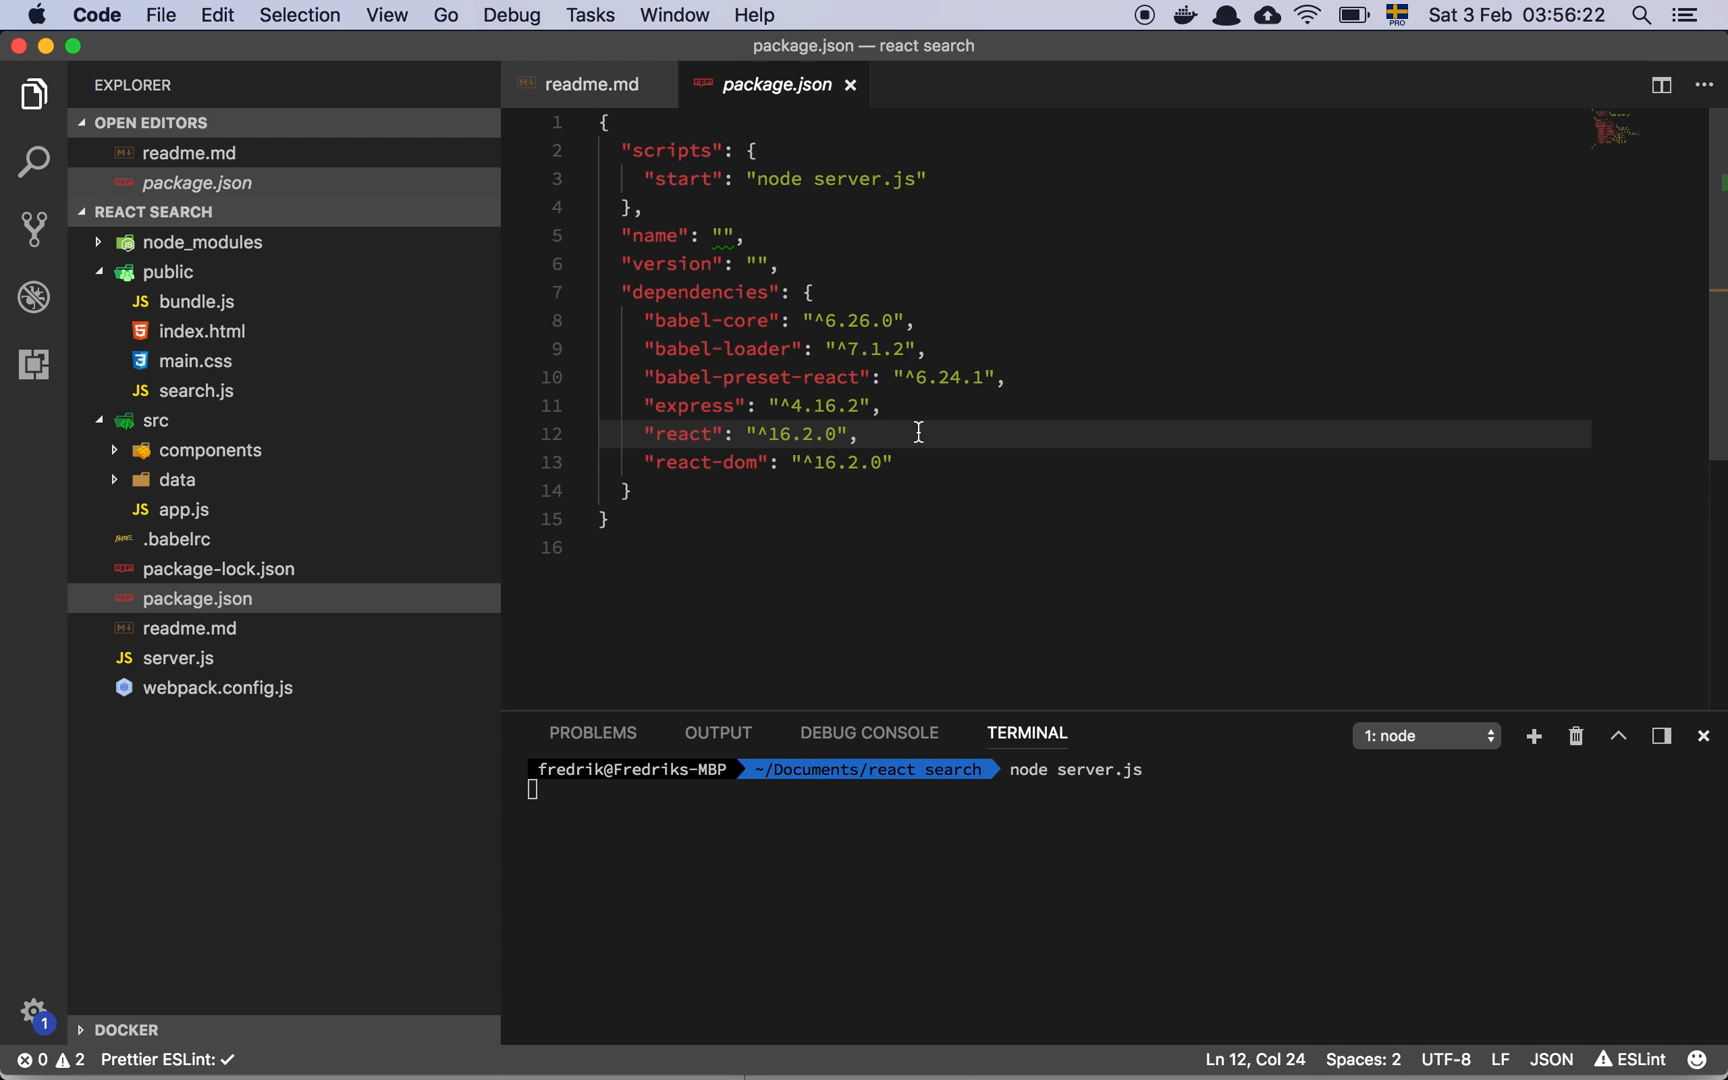 Code File Edit Selection View Go Debug Tasks Window Help PRO Sat 3 Feb 03:56:22
package.json — react search
EXPLORER
OPEN EDITORS
readme.md
package.json
REACT SEARCH
node_modules
public
JS bundle.js
index.html
main.css
JS search.js
src
components
data
JS app.js
.babelrc
package-lock.json
package.json
readme.md
JS server.js
webpack.config.js
DOCKER
readme.md package.json
1 {
2 "scripts": {
3 "start": "node server.js"
4 },
5 "name": "",
6 "version": "",
7 "dependencies": {
8 "babel-core": "^6.26.0",
9 "babel-loader": "^7.1.2",
10 "babel-preset-react": "^6.24.1",
11 "express": "^4.16.2",
12 "react": "^16.2.0",
13 "react-dom": "^16.2.0"
14 }
15 }
16
PROBLEMS OUTPUT DEBUG CONSOLE TERMINAL 1: node
fredrik@Fredriks-MBP ~/Documents/react search node server.js
1
0 2 Prettier ESLint: ✓ Ln 12, Col 24 Spaces: 2 UTF-8 LF JSON ESLint